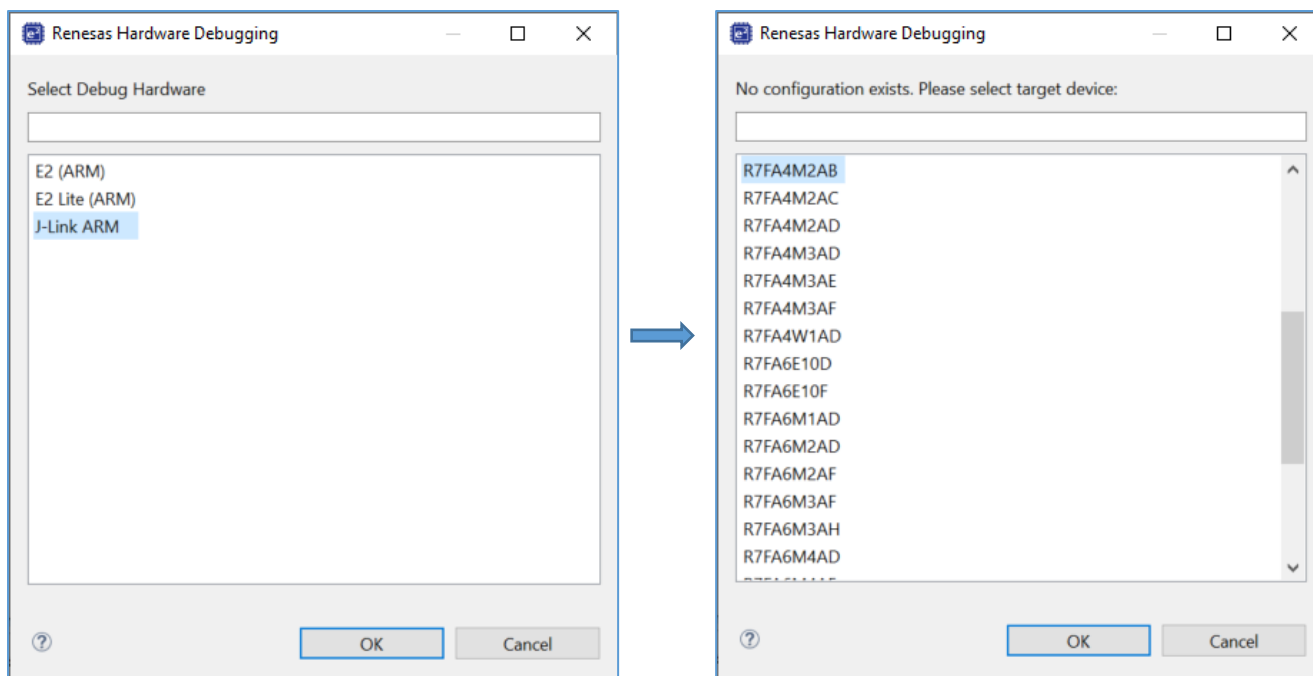 Renesas Hardware Debugging
Select Debug Hardware
E2 (ARM)
E2 Lite (ARM)
J-Link ARM
OK
Cancel
Renesas Hardware Debugging
No configuration exists. Please select target device:
R7FA4M2AB
R7FA4M2AC
R7FA4M2AD
R7FA4M3AD
R7FA4M3AE
R7FA4M3AF
R7FA4W1AD
R7FA6E10D
R7FA6E10F
R7FA6M1AD
R7FA6M2AD
R7FA6M2AF
R7FA6M3AF
R7FA6M3AH
R7FA6M4AD
OK
Cancel